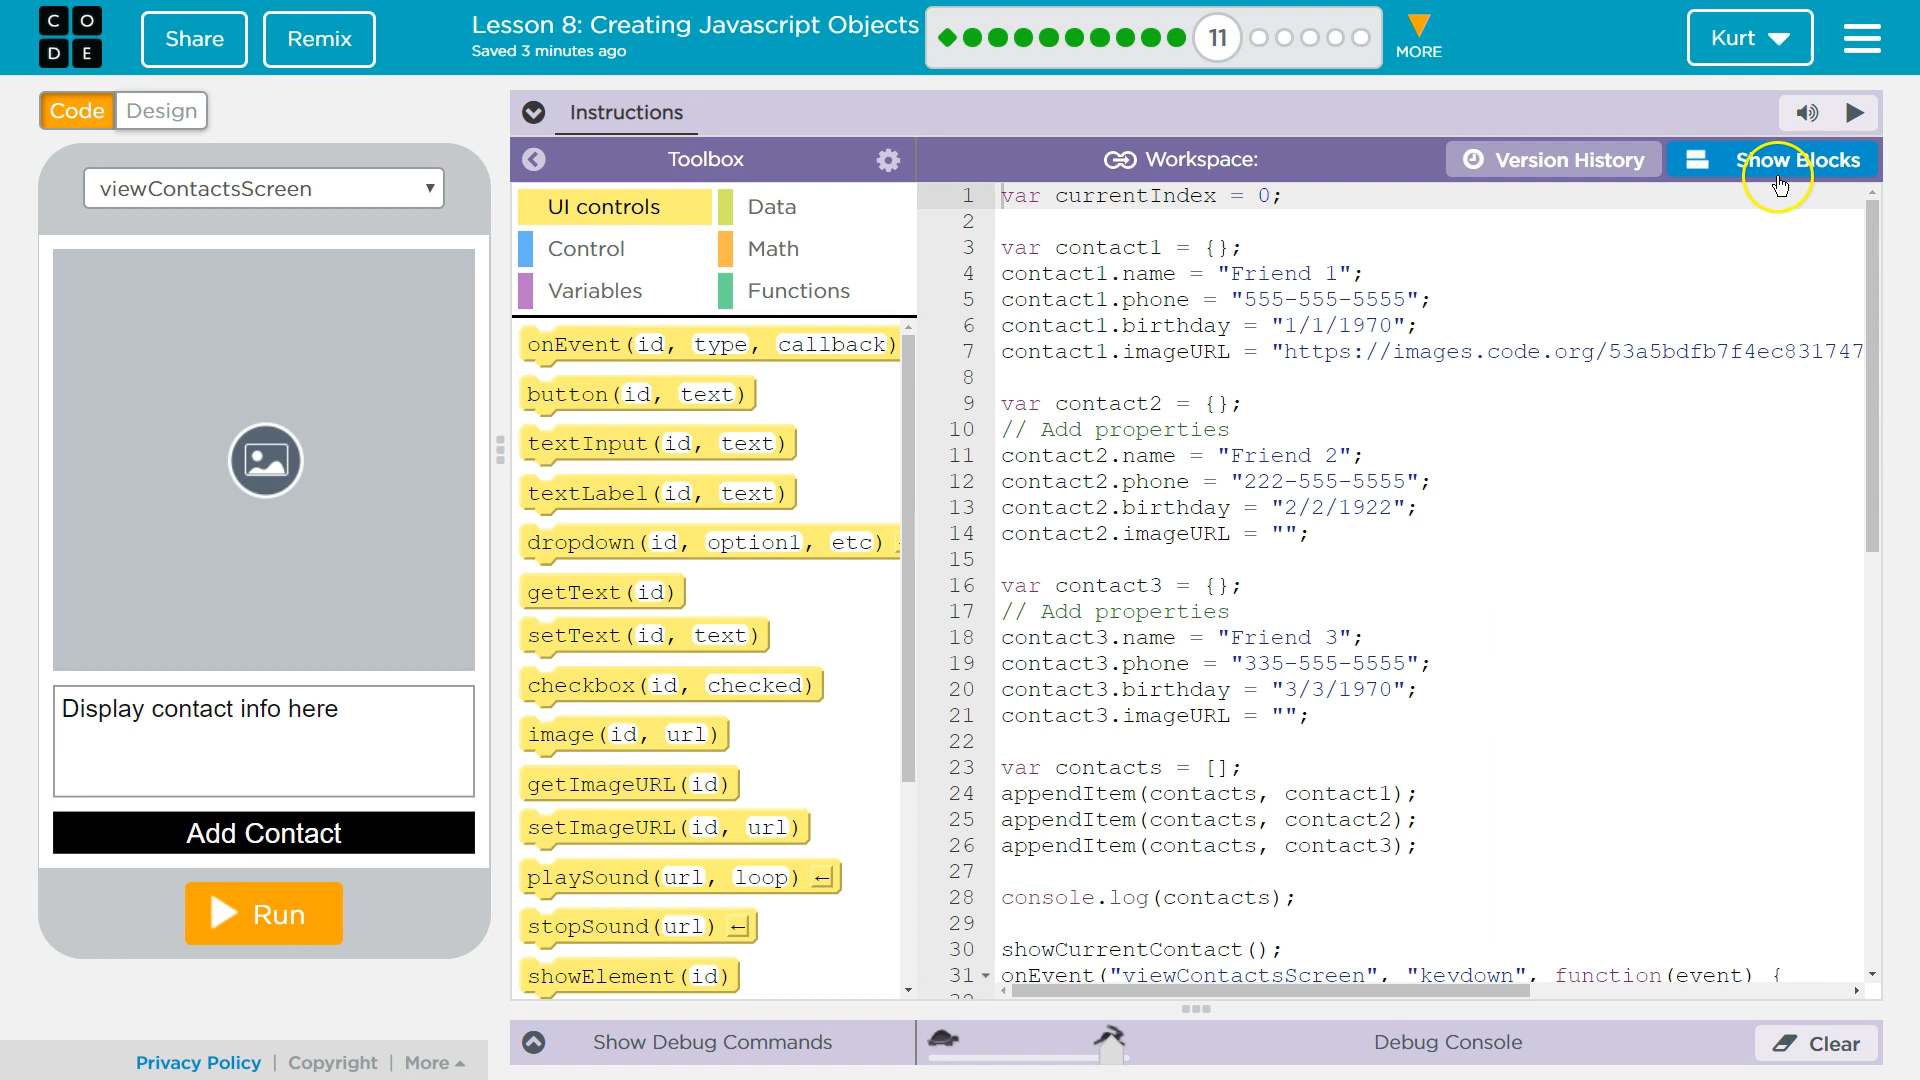 CODE
Share
Remix
Lesson 8: Creating Javascript Objects
Saved 3 minutes ago
11
MORE
Kurt
Code
Design
Instructions
viewContactsScreen
Toolbox
Workspace:
Version History
Show Blocks
UI controls
Data
Control
Math
Variables
Functions
onEvent(id, type, callback)
button(id, text)
textInput(id, text)
textLabel(id, text)
dropdown(id, option1, etc)
getText(id)
setText(id, text)
checkbox(id, checked)
image(id, url)
getImageURL(id)
setImageURL(id, url)
playSound(url, loop)
stopSound(url)
showElement(id)
1 var currentIndex = 0;
2
3 var contact1 = {};
4 contact1.name = "Friend 1";
5 contact1.phone = "555-555-5555";
6 contact1.birthday = "1/1/1970";
7 contact1.imageURL = "https://images.code.org/53a5bdfb7f4ec831747
8
9 var contact2 = {};
10 // Add properties
11 contact2.name = "Friend 2";
12 contact2.phone = "222-555-5555";
13 contact2.birthday = "2/2/1922";
14 contact2.imageURL = "";
15
16 var contact3 = {};
17 // Add properties
18 contact3.name = "Friend 3";
19 contact3.phone = "335-555-5555";
20 contact3.birthday = "3/3/1970";
21 contact3.imageURL = "";
22
23 var contacts = [];
24 appendItem(contacts, contact1);
25 appendItem(contacts, contact2);
26 appendItem(contacts, contact3);
27
28 console.log(contacts);
29
30 showCurrentContact();
31 onEvent("viewContactsScreen", "keydown", function(event) {
Display contact info here
Add Contact
Run
Show Debug Commands
Debug Console
Clear
Privacy Policy | Copyright | More